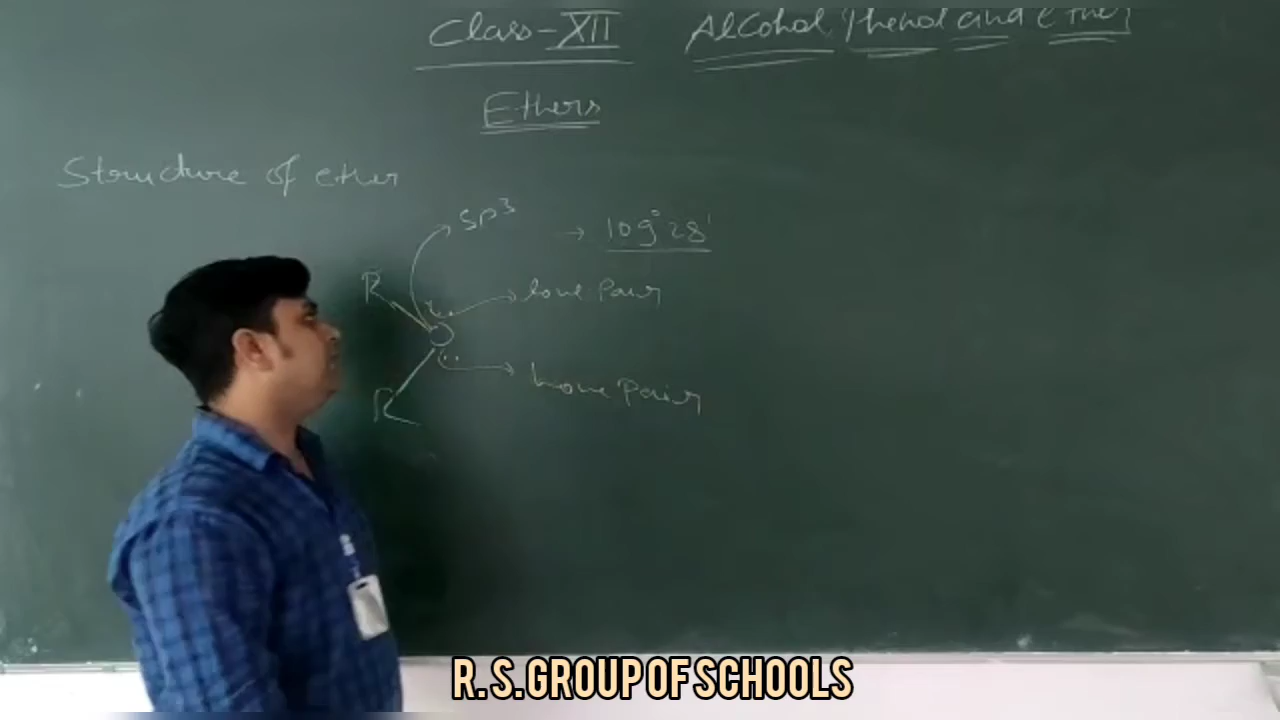 Class-XII Alcohol Phenol and ether
Ethers
Structure of ether
SP3
→ 109°28'
R
lone Pair
O
lone Pair
R
R. S. GROUP OF SCHOOLS